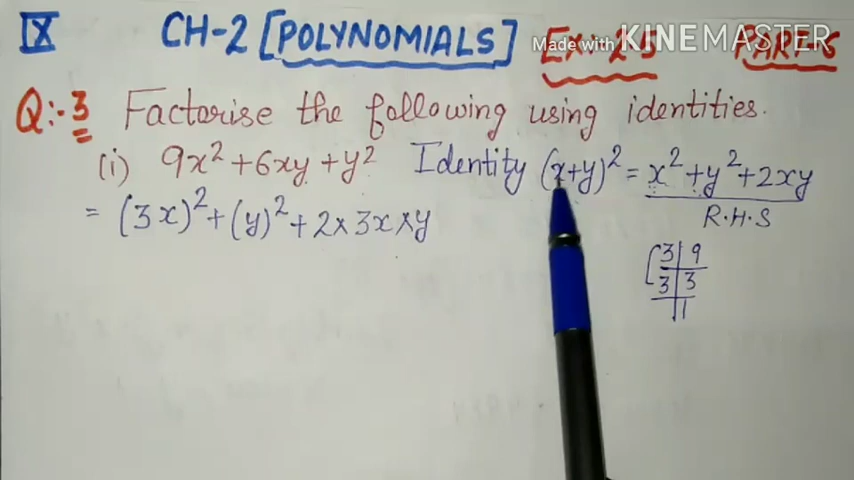 IX CH-2 [POLYNOMIALS] Ex:-2.5 PART-5
Made with KINEMASTER
Q:-3 Factorise the following using identities.
(i) 9x² + 6xy + y² Identity (x+y)² = x² + y² + 2xy
= (3x)² + (y)² + 2 × 3x × y R.H.S
3 | 9
3 | 3
| 1